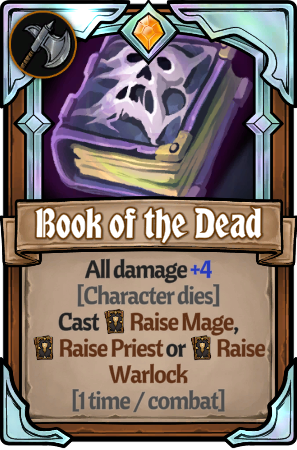 Book of the Dead
All damage +4
[Character dies]
Cast Raise Mage,
Raise Priest or Raise
Warlock
[1 time / combat]